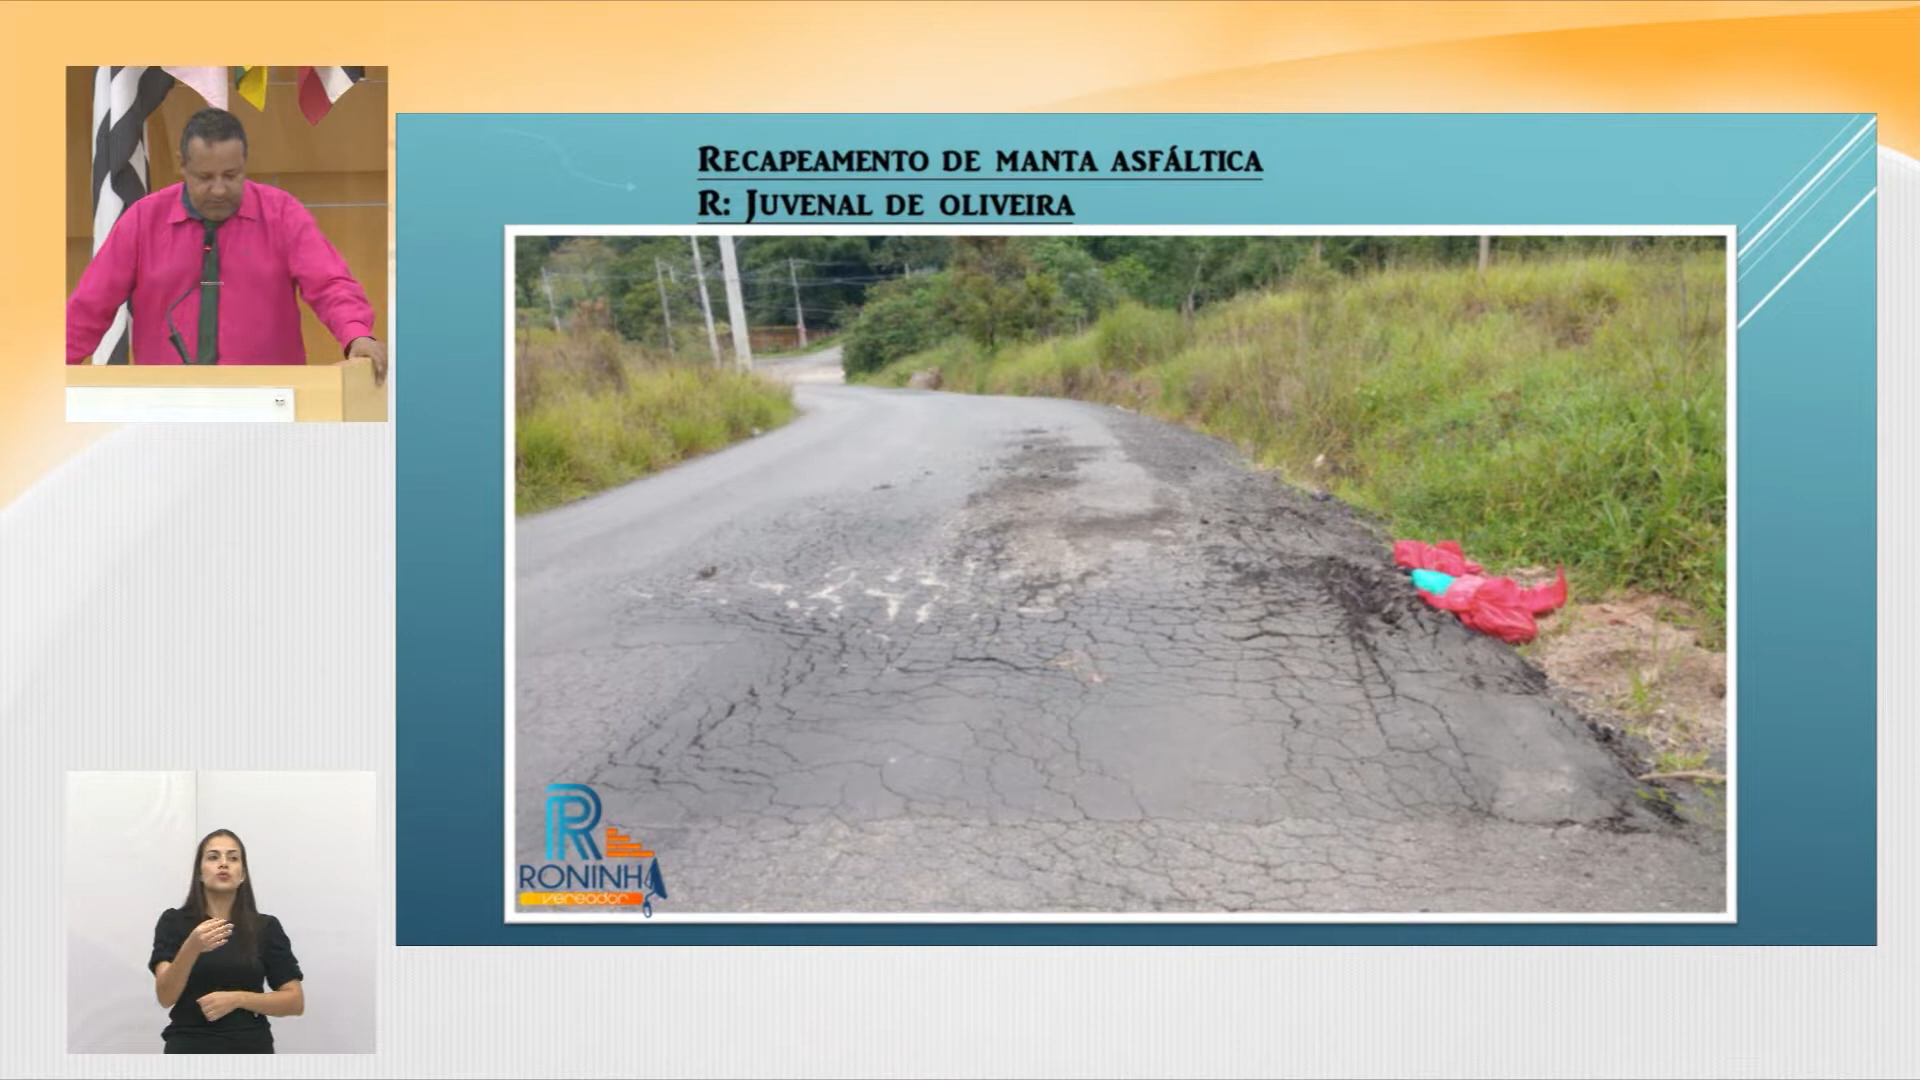 Recapeamento de manta asfáltica
R: Juvenal de oliveira
RONINHA
vereador